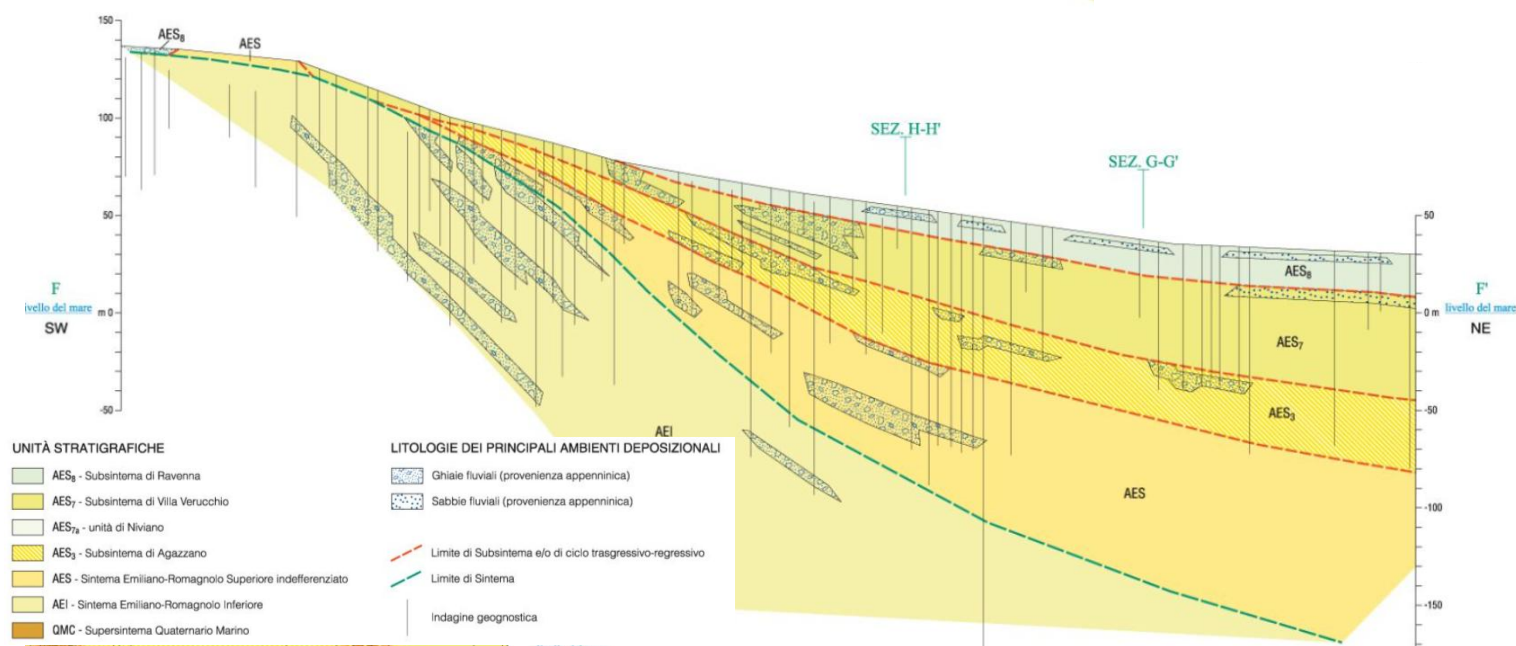 150
AES₈
AES
100
SEZ. H-H'
SEZ. G-G'
50
50
AES₈
F
livello del mare
SW
m 0
F'
livello del mare
NE
0 m
AES₇
-50
-50
AES₃
AEI
AES
-100
-150
UNITÀ STRATIGRAFICHE
AES₈ - Subsintema di Ravenna
AES₇ - Subsintema di Villa Verucchio
AES₇ₐ - unità di Niviano
AES₃ - Subsintema di Agazzano
AES - Sintema Emiliano-Romagnolo Superiore indefferenziato
AEI - Sintema Emiliano-Romagnolo Inferiore
QMC - Supersintema Quaternario Marino
LITOLOGIE DEI PRINCIPALI AMBIENTI DEPOSIZIONALI
Ghiaie fluviali (provenienza appenninica)
Sabbie fluviali (provenienza appenninica)
Limite di Subsintema e/o di ciclo trasgressivo-regressivo
Limite di Sintema
Indagine geognostica